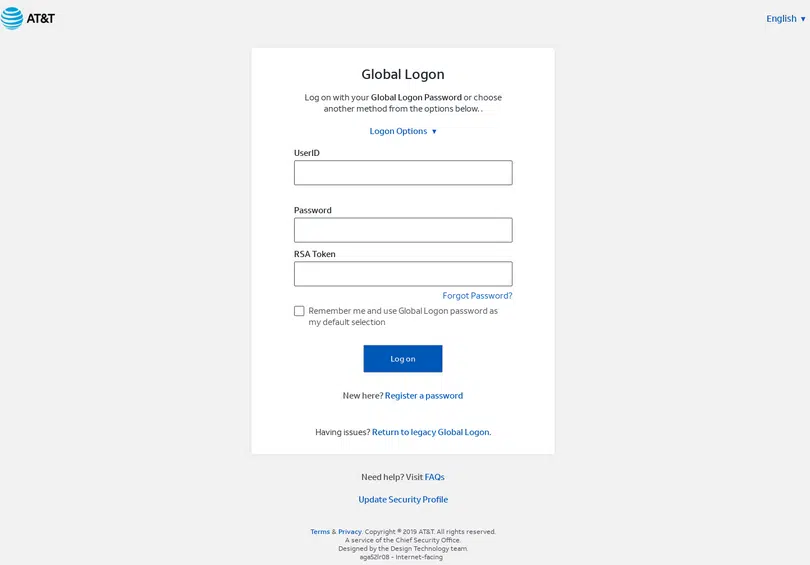 AT&T
English ▼
Global Logon
Log on with your Global Logon Password or choose
another method from the options below. .
Logon Options ▼
UserID
Password
RSA Token
Forgot Password?
Remember me and use Global Logon password as
my default selection
Log on
New here? Register a password
Having issues? Return to legacy Global Logon.
Need help? Visit FAQs
Update Security Profile
Terms & Privacy. Copyright © 2019 AT&T. All rights reserved.
A service of the Chief Security Office.
Designed by the Design Technology team.
aga52lr08 - Internet-facing